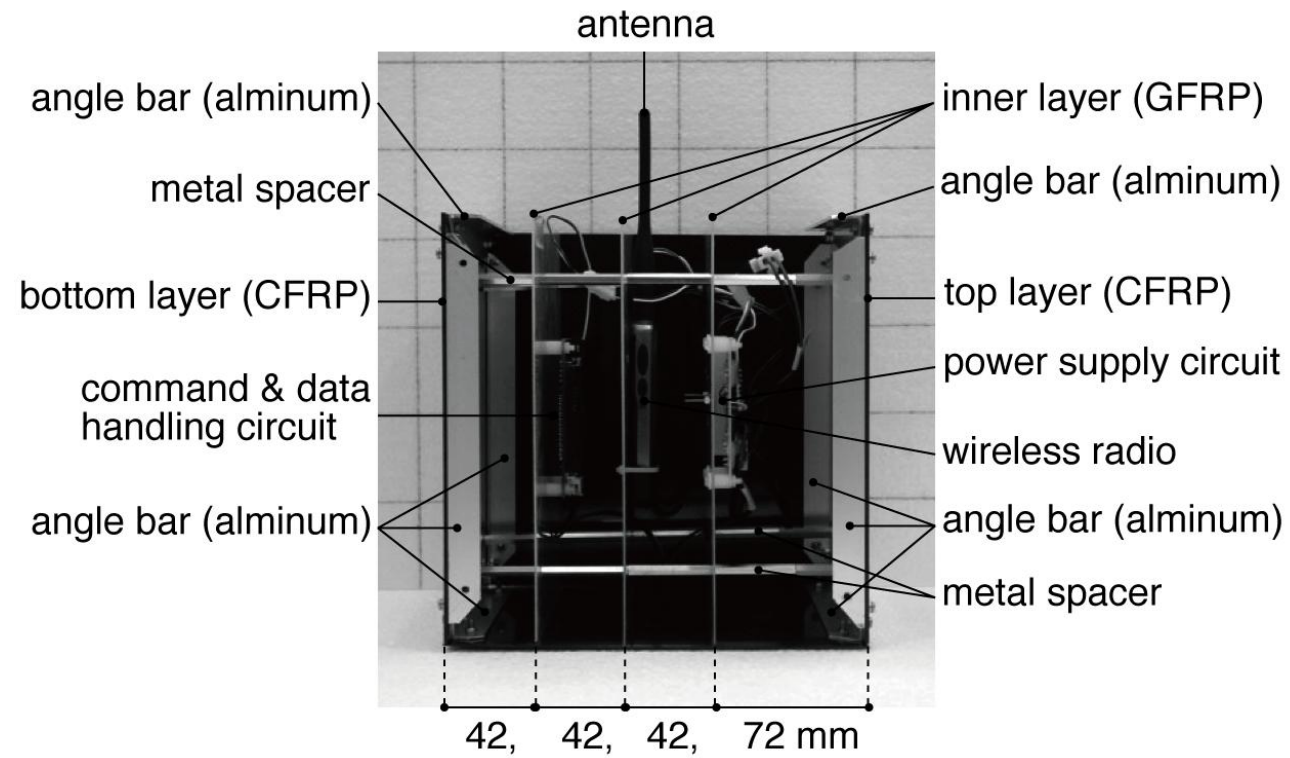 antenna
angle bar (alminum)
metal spacer
bottom layer (CFRP)
command & data
handling circuit
angle bar (alminum)
inner layer (GFRP)
angle bar (alminum)
top layer (CFRP)
power supply circuit
wireless radio
angle bar (alminum)
metal spacer
42, 42, 42, 72 mm